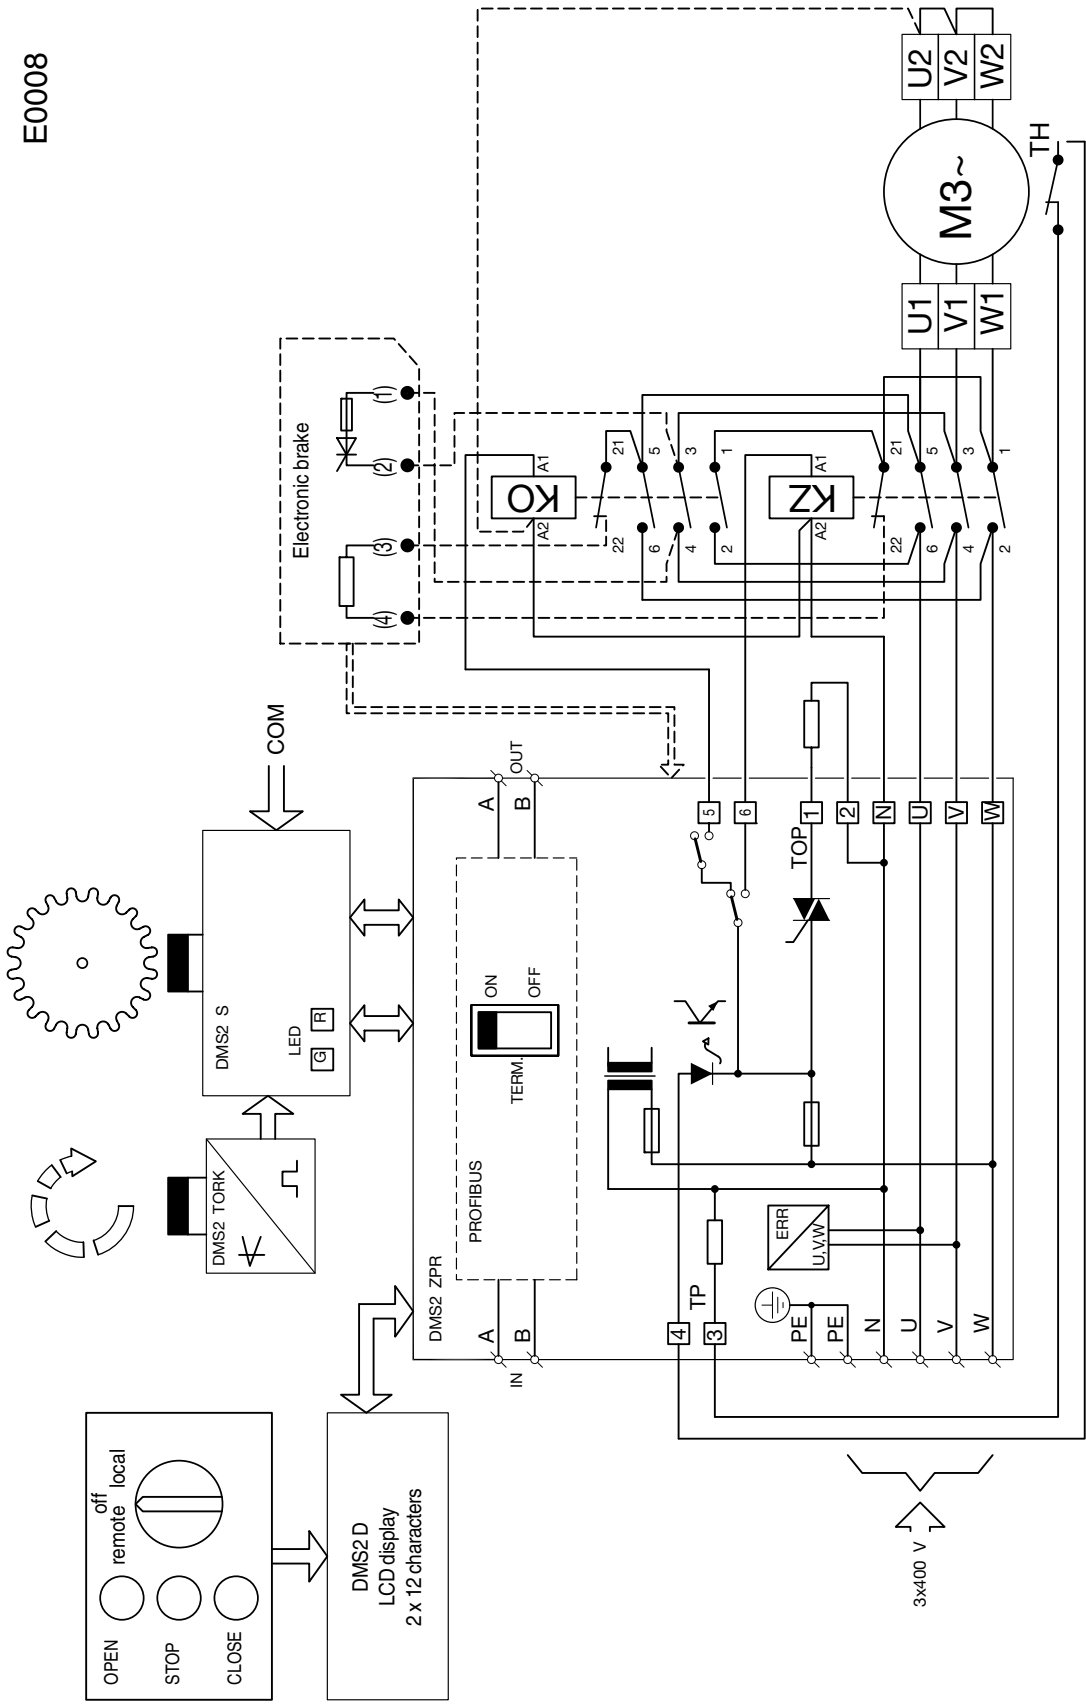 E0008
OPEN
STOP
CLOSE
remote
off
local
DMS2 D
LCD display
2 x 12 characters
DMS2 TORK
DMS2 S
LED
G
R
COM
Electronic brake
(4)
(3)
(2)
(1)
DMS2 ZPR
PROFIBUS
TERM.
ON
OFF
IN
A
B
A
B
OUT
4
3
TP
ERR
U,V,W
PE
PE
N
U
V
W
TOP
5
6
1
2
N
U
V
W
KO
A2
A1
22
21
6
5
4
3
2
1
KZ
A2
A1
22
21
6
5
4
3
2
1
U1
V1
W1
M3~
U2
V2
W2
TH
3x400 V